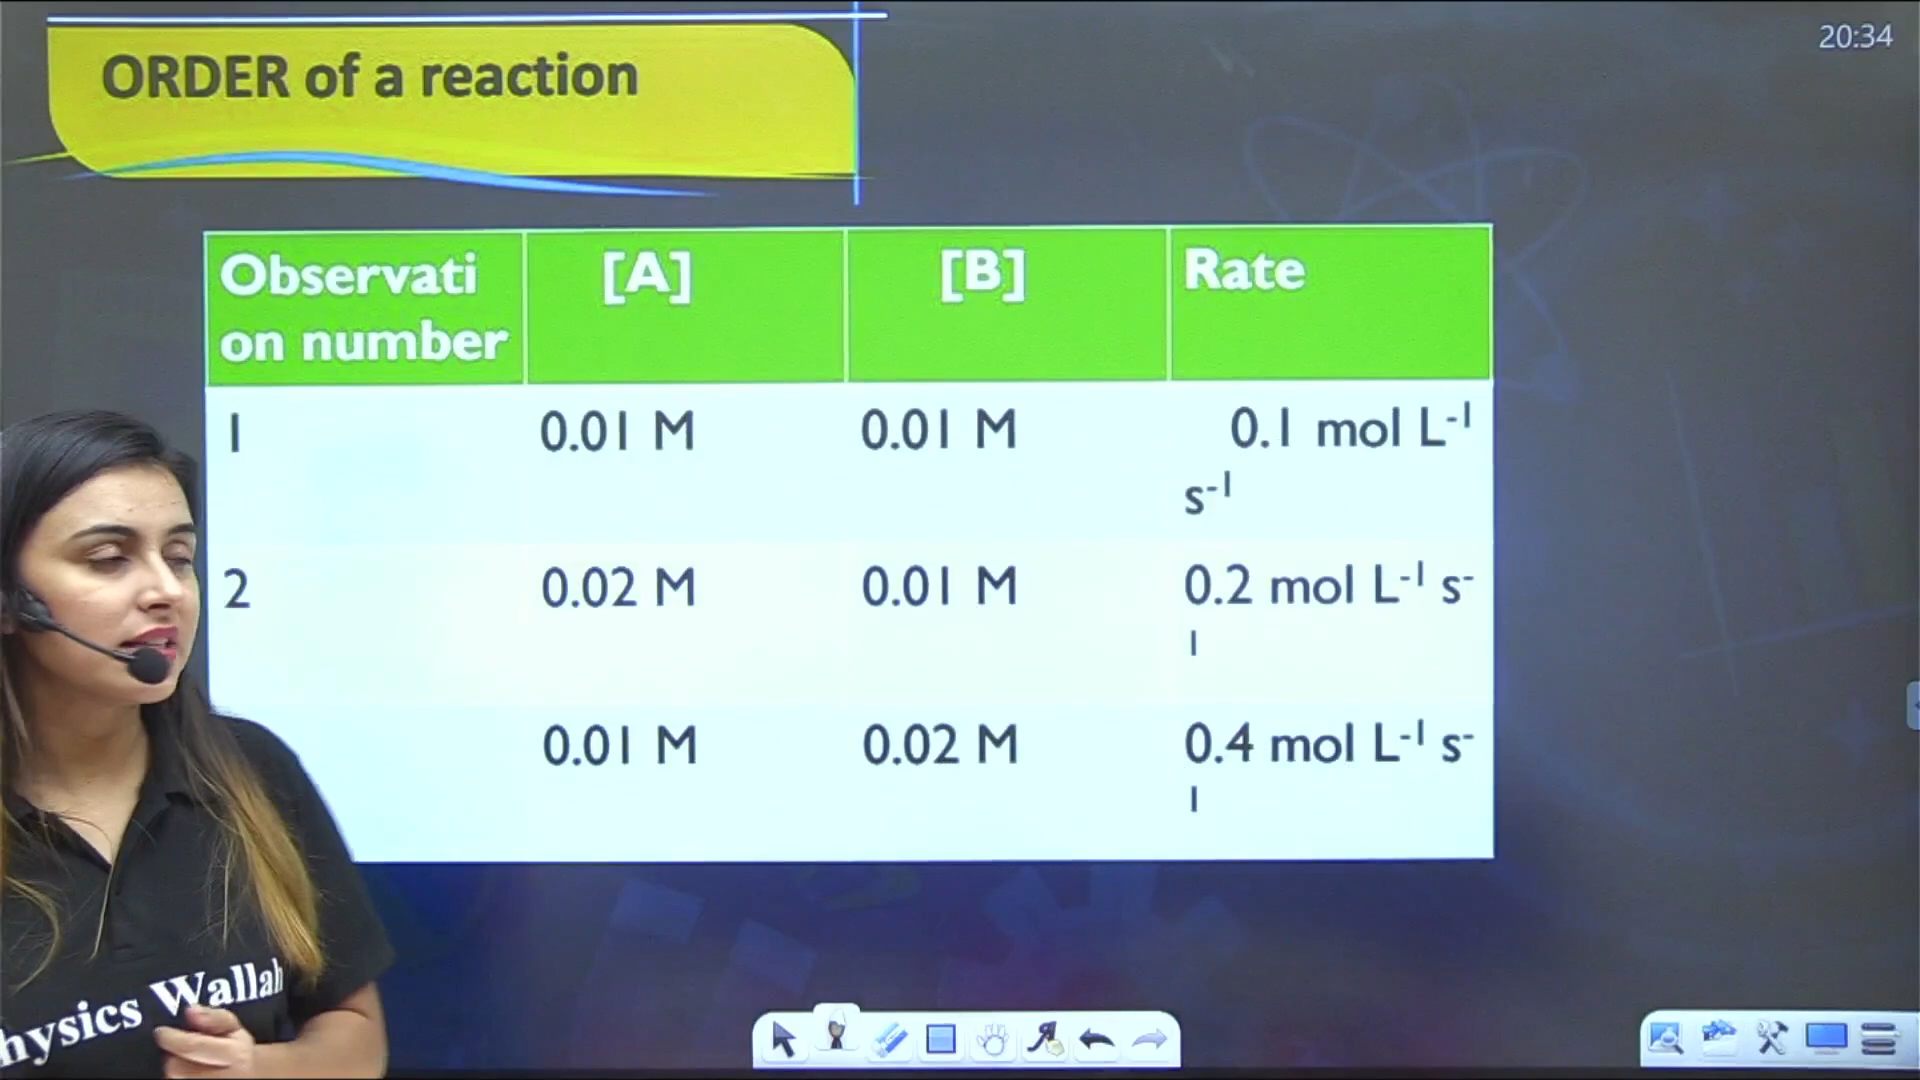 ORDER of a reaction
20:34
Observati
on number
[A]
[B]
Rate
1
0.01 M
0.01 M
0.1 mol L⁻¹
s⁻¹
2
0.02 M
0.01 M
0.2 mol L⁻¹ s⁻
¹
0.01 M
0.02 M
0.4 mol L⁻¹ s⁻
¹
hysics Wallah